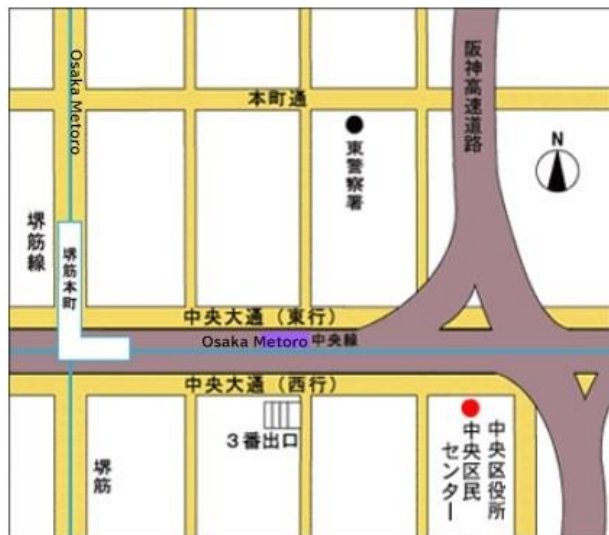 Osaka Metoro
本町通
阪神高速道路
N
東警察署
堺筋線
堺筋本町
中央大通（東行）
Osaka Metoro 中央線
中央大通（西行）
3番出口
堺筋
中央区役所
中央区民
センター